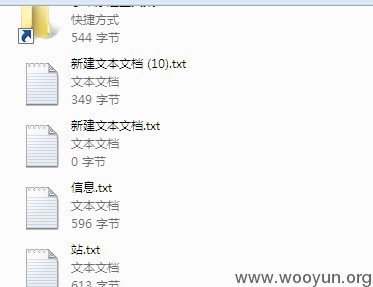 快捷方式
544 字节
新建文本文档 (10).txt
文本文档
349 字节
新建文本文档.txt
文本文档
0 字节
信息.txt
文本文档
596 字节
站.txt
文本文档
613 字节
www.wooyun.org